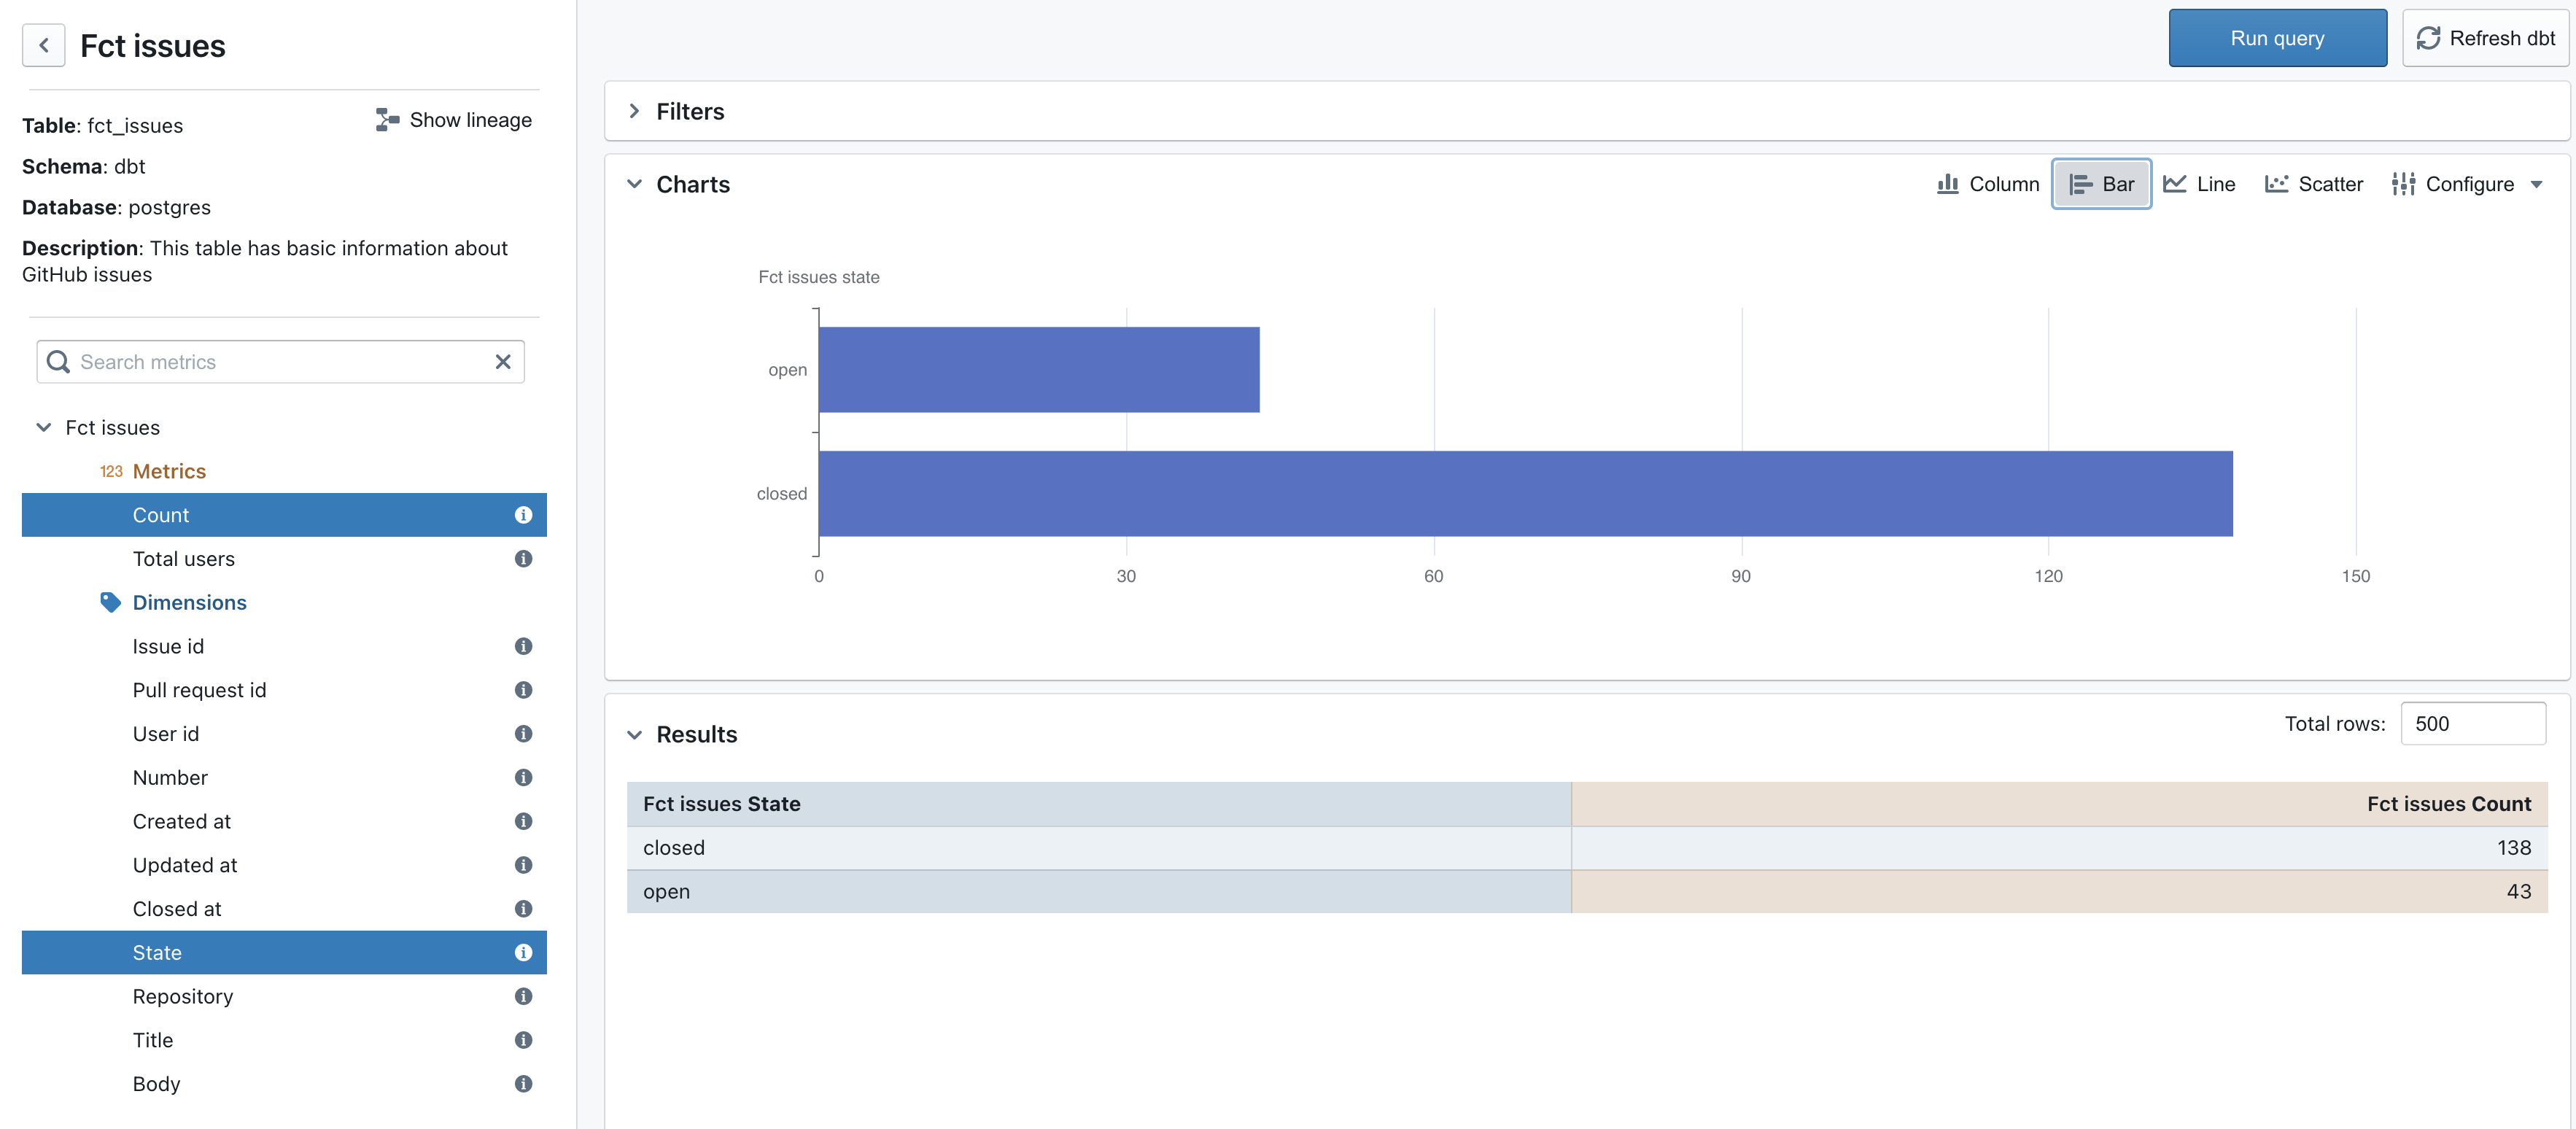 Fct issues
Table: fct_issues
Show lineage
Schema: dbt
Database: postgres
Description: This table has basic information about
GitHub issues
Search metrics
Fct issues
123 Metrics
Count
Total users
Dimensions
Issue id
Pull request id
User id
Number
Created at
Updated at
Closed at
State
Repository
Title
Body
Run query
Refresh dbt
Filters
Charts
Column
Bar
Line
Scatter
Configure
Fct issues state
open
closed
0 30 60 90 120 150
Results
Total rows: 500
Fct issues State Fct issues Count
closed 138
open 43